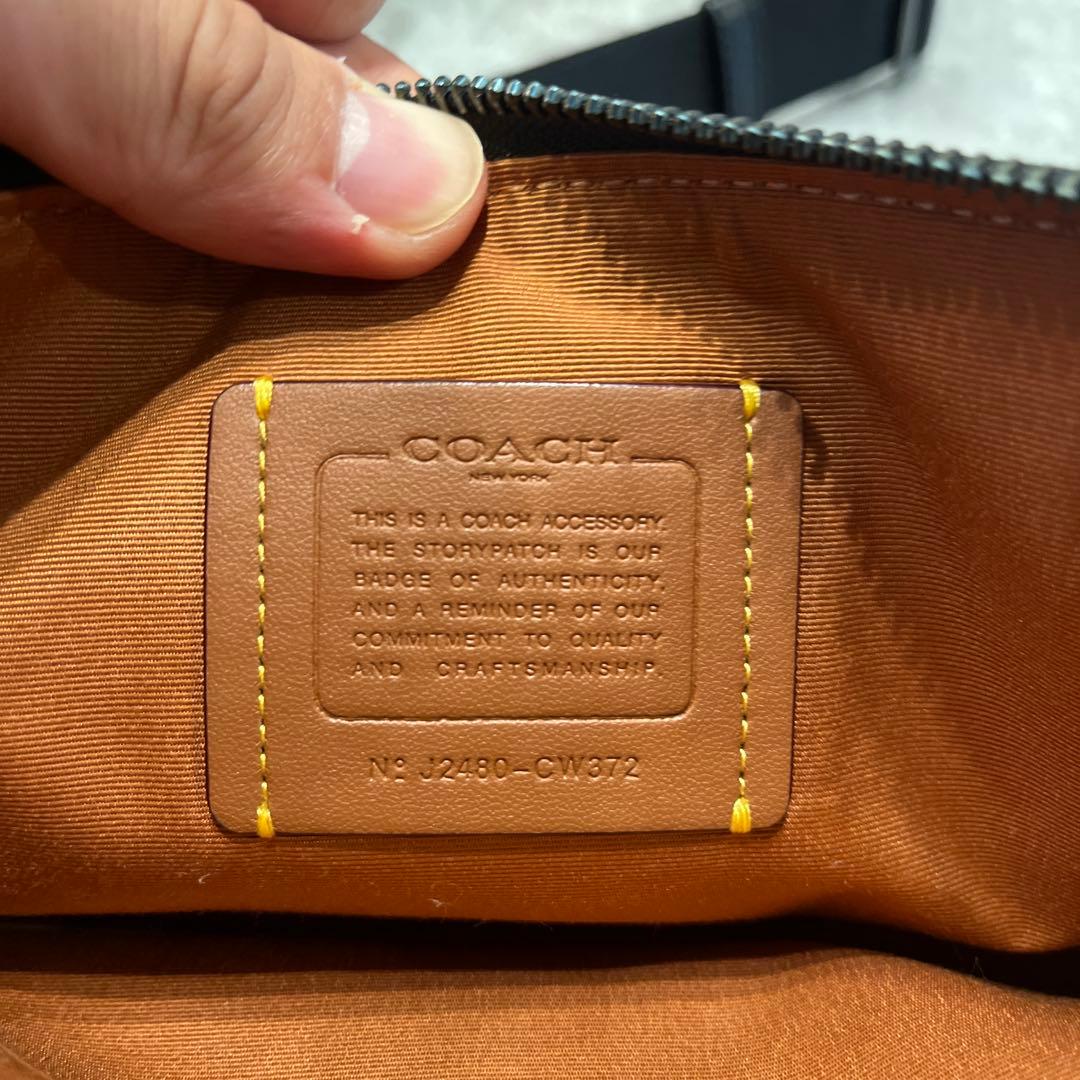 COACH
NEW YORK
THIS IS A COACH ACCESSORY.
THE STORYPATCH IS OUR
BADGE OF AUTHENTICITY,
AND A REMINDER OF OUR
COMMITMENT TO QUALITY
AND CRAFTSMANSHIP.
Nº J2480-CW372